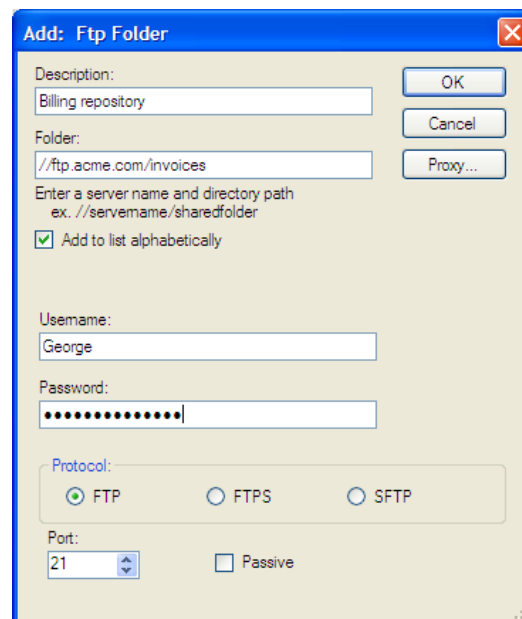 Add: Ftp Folder
Description:
Billing repository
OK
Cancel
Folder:
//ftp.acme.com/invoices
Proxy...
Enter a server name and directory path
ex. //servername/sharedfolder
Add to list alphabetically
Username:
George
Password:
••••••••••••••
Protocol:
FTP FTPS SFTP
Port:
21
Passive